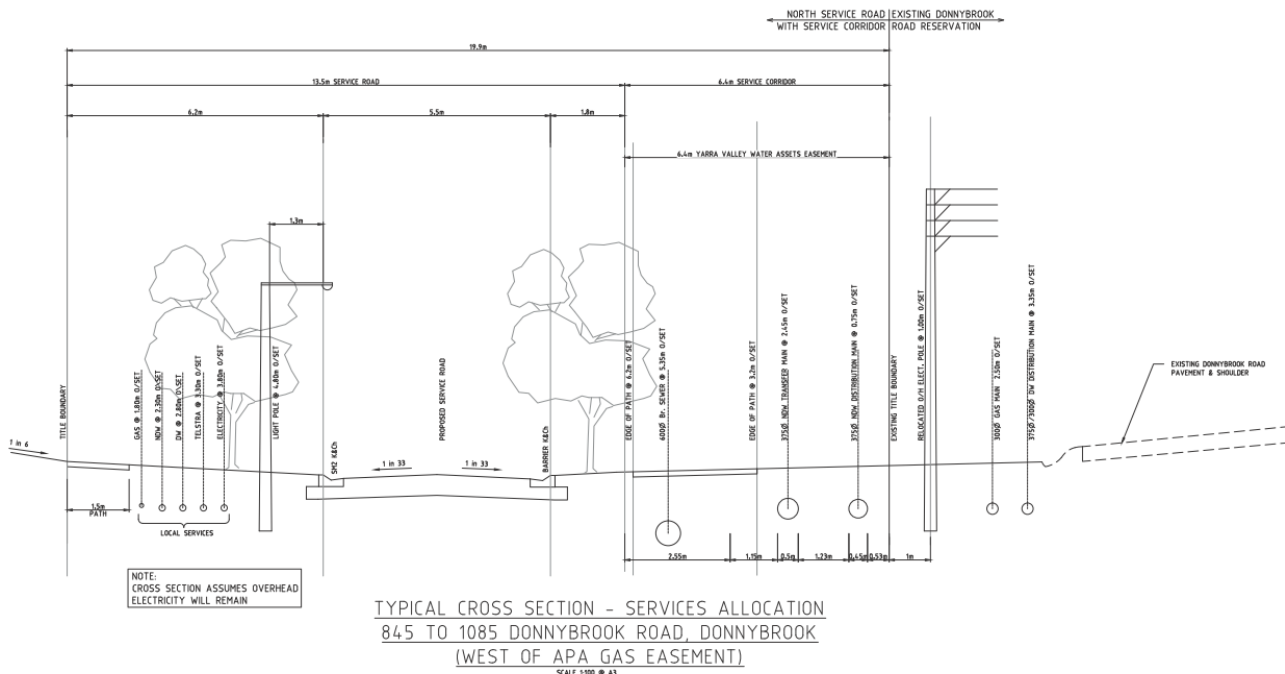 NORTH SERVICE ROAD
WITH SERVICE CORRIDOR
EXISTING DONNYBROOK
ROAD RESERVATION
19.9m
13.5m SERVICE ROAD
6.4m SERVICE CORRIDOR
6.2m
5.5m
1.8m
6.4m YARRA VALLEY WATER ASSETS EASEMENT
1.3m
TITLE BOUNDARY
GAS @ 1.80m O/SET
NDW @ 2.30m O/SET
DW @ 2.80m O/SET
TELSTRA @ 3.30m O/SET
ELECTRICITY @ 3.80m O/SET
LIGHT POLE @ 4.80m O/SET
SM2 K&Ch
PROPOSED SERVICE ROAD
BARRIER K&Ch
EDGE OF PATH @ 6.2m O/SET
600Ø Br. SEWER @ 5.35m O/SET
EDGE OF PATH @ 3.2m O/SET
375Ø NDW TRANSFER MAIN @ 2.45m O/SET
375Ø NDW DISTRIBUTION MAIN @ 0.75m O/SET
EXISTING TITLE BOUNDARY
RELOCATED O/H ELECT. POLE @ 1.00m O/SET
300Ø GAS MAIN 2.50m O/SET
375Ø/300Ø DW DISTRIBUTION MAIN @ 3.35m O/SET
EXISTING DONNYBROOK ROAD
PAVEMENT & SHOULDER
1 in 6
1 in 33
1 in 33
1.5m
PATH
LOCAL SERVICES
2.55m
1.15m
0.5m
1.23m
0.45m
0.53m
1m
NOTE:
CROSS SECTION ASSUMES OVERHEAD
ELECTRICITY WILL REMAIN
TYPICAL CROSS SECTION - SERVICES ALLOCATION
845 TO 1085 DONNYBROOK ROAD, DONNYBROOK
(WEST OF APA GAS EASEMENT)
SCALE 1:100 @ A3